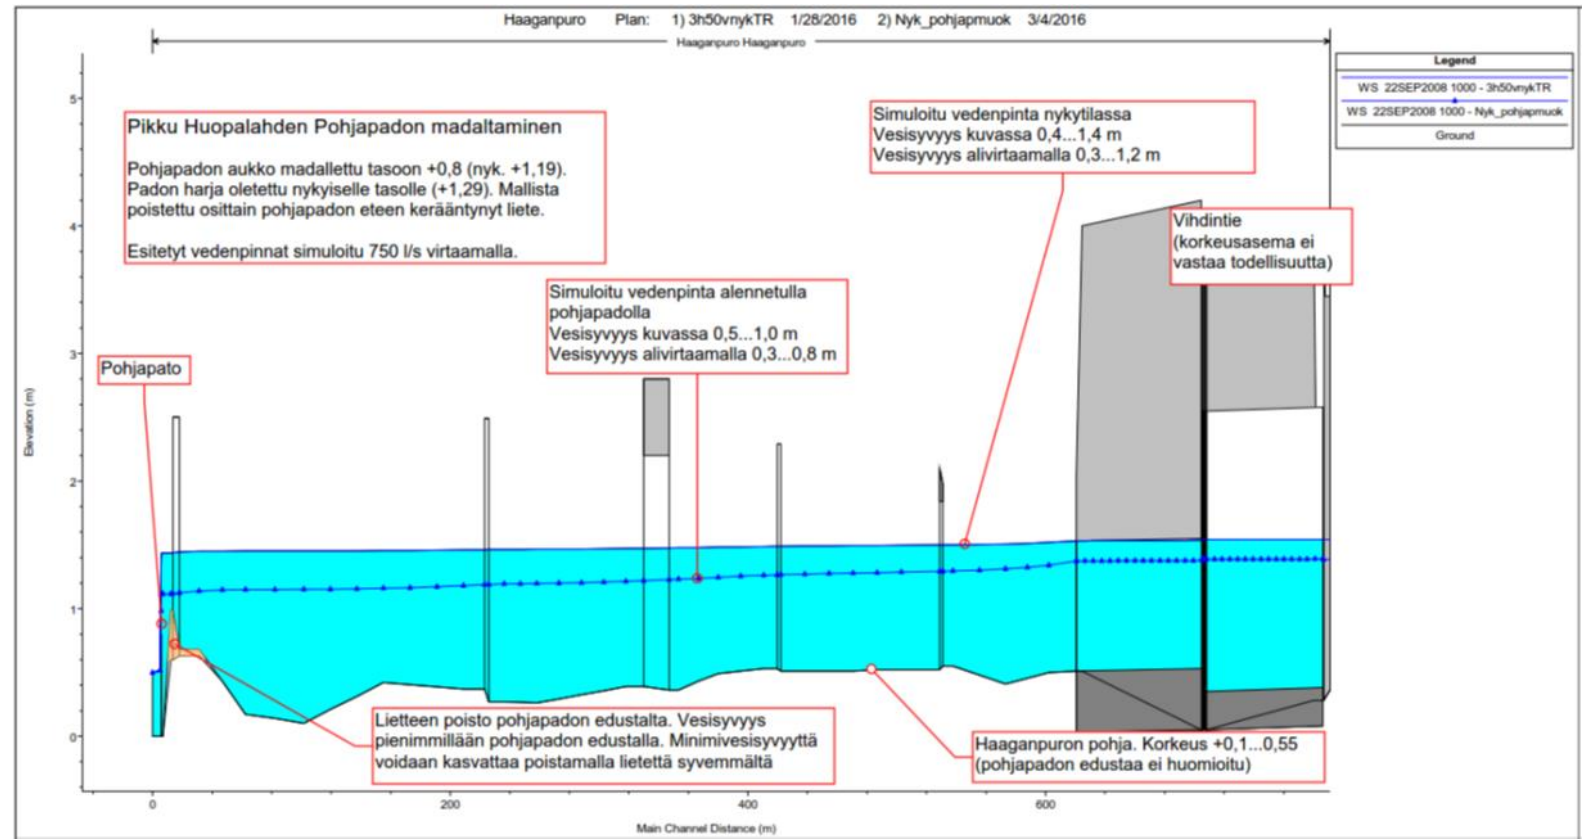 Haaganpuro Plan: 1) 3h50vnykTR 1/28/2016 2) Nyk_pohjapmuok 3/4/2016
Haaganpuro Haaganpuro
Legend
WS 22SEP2008 1000 - 3h50vnykTR
WS 22SEP2008 1000 - Nyk_pohjapmuok
Ground
Pikku Huopalahden Pohjapadon madaltaminen
Pohjapadon aukko madallettu tasoon +0,8 (nyk. +1,19).
Padon harja oletettu nykyiselle tasolle (+1,29). Mallista
poistettu osittain pohjapadon eteen kerääntynyt liete.
Esitetyt vedenpinnat simuloitu 750 l/s virtaamalla.
Simuloitu vedenpinta nykytilassa
Vesisyvyys kuvassa 0,4...1,4 m
Vesisyvyys alivirtaamalla 0,3...1,2 m
Vihdintie
(korkeusasema ei
vastaa todellisuutta)
Simuloitu vedenpinta alennetulla
pohjapadolla
Vesisyvyys kuvassa 0,5...1,0 m
Vesisyvyys alivirtaamalla 0,3...0,8 m
Pohjapato
Lietteen poisto pohjapadon edustalta. Vesisyvyys
pienimmillään pohjapadon edustalla. Minimivesisyvyyttä
voidaan kasvattaa poistamalla lietettä syvemmältä
Haaganpuron pohja. Korkeus +0,1...0,55
(pohjapadon edustaa ei huomioitu)
Elevation (m)
5
4
3
2
1
0
0 200 400 600
Main Channel Distance (m)